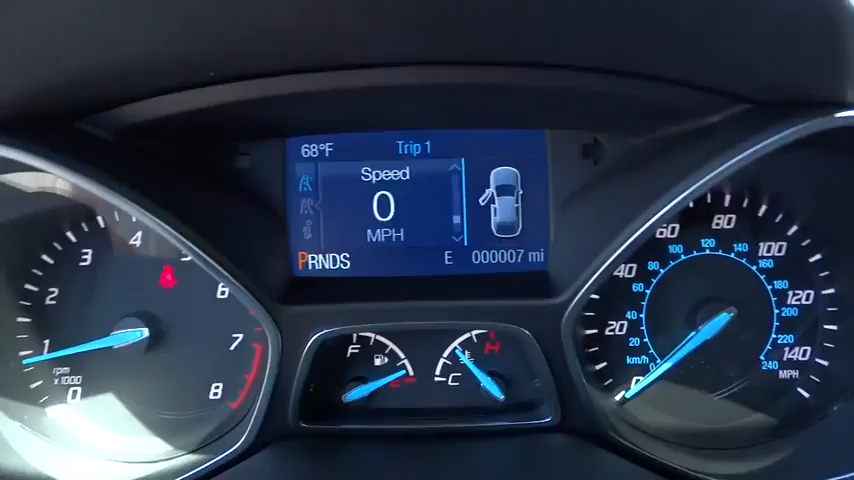 68°F Trip 1
Speed
0
MPH
PRNDS E 000007 mi
0 1 2 3 4 5 6 7 8
rpm
x1000
F
H
C
0 20 40 60 80 100 120 140
MPH
20 40 60 80 100 120 140 160 180 200 220 240
km/h